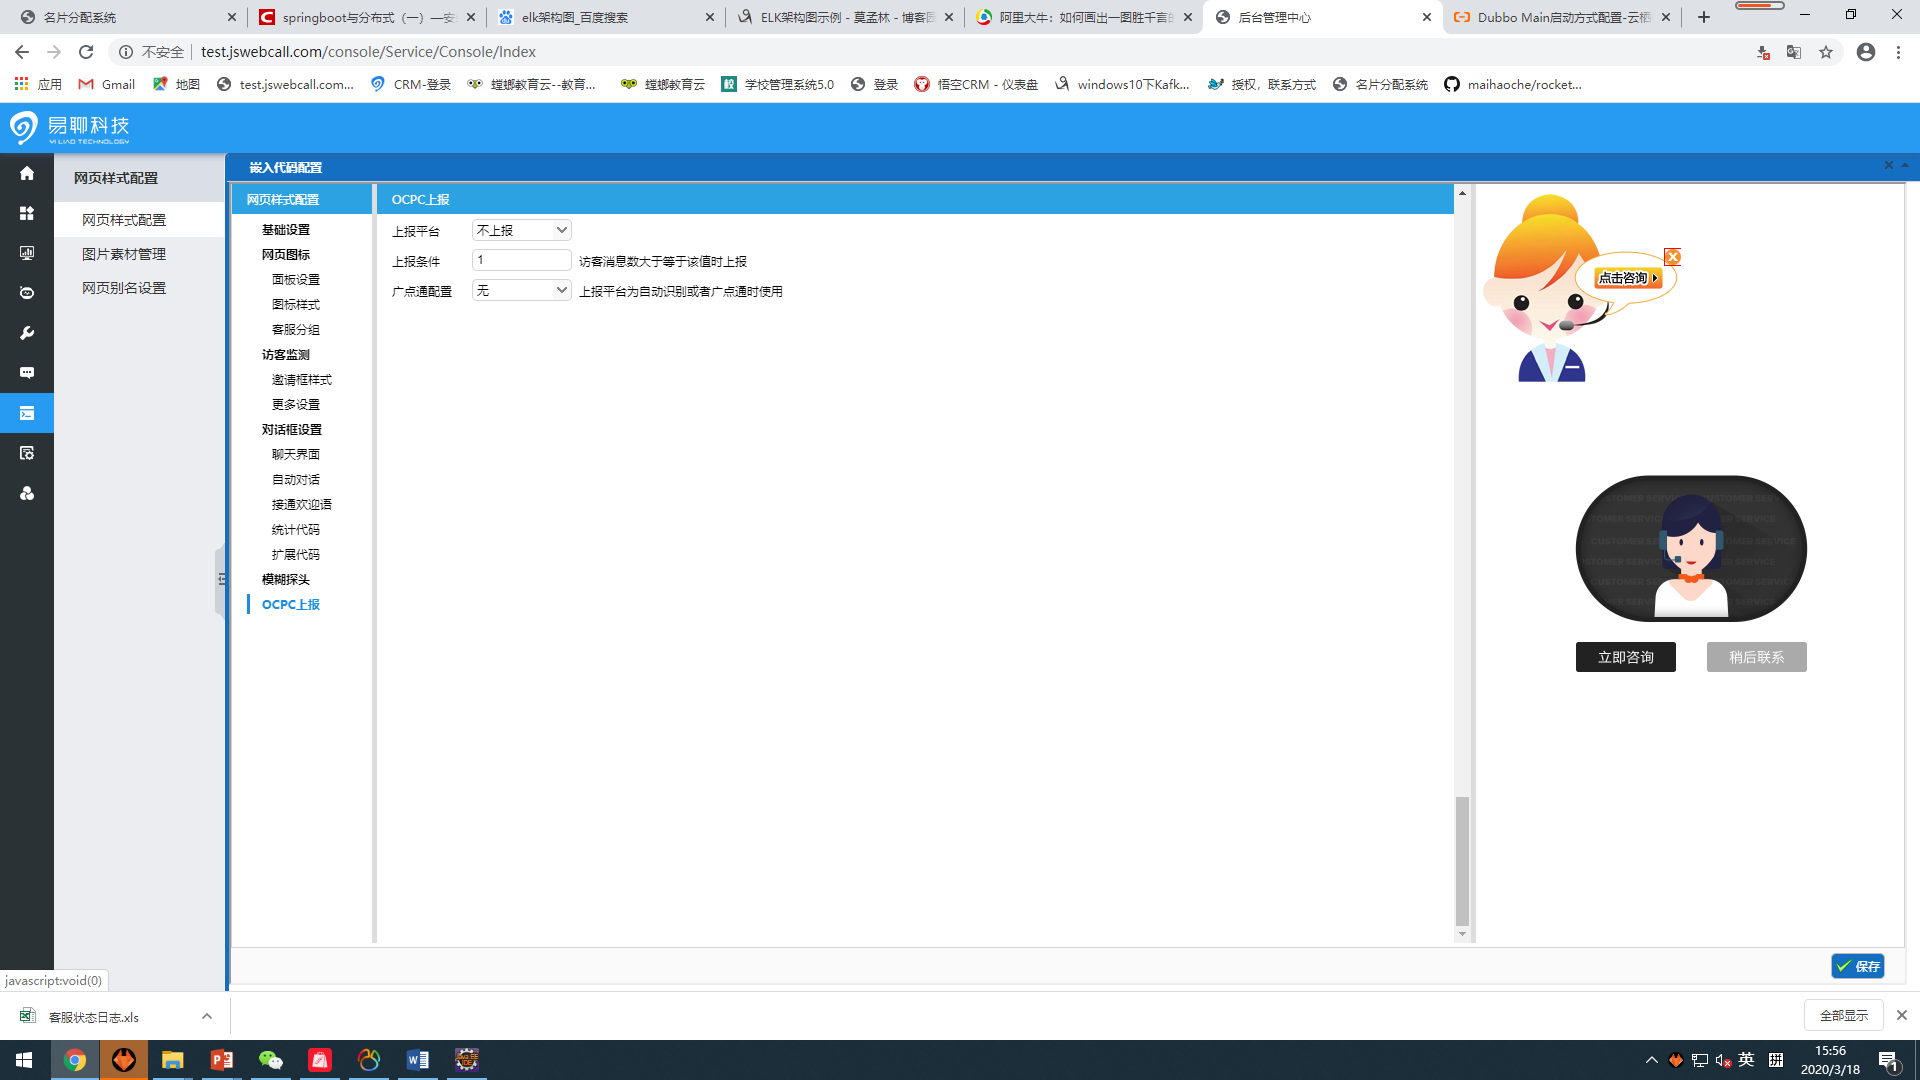 名片分配系统
springboot与分布式（一）—安
elk架构图_百度搜索
ELK架构图示例 - 莫孟林 - 博客园
阿里大牛：如何画出一图胜千言的
后台管理中心
Dubbo Main启动方式配置-云栖
不安全
test.jswebcall.com/console/Service/Console/Index
应用
Gmail
地图
test.jswebcall.com...
CRM-登录
螳螂教育云--教育...
螳螂教育云
学校管理系统5.0
登录
悟空CRM - 仪表盘
windows10下Kafk...
授权，联系方式
名片分配系统
maihaoche/rocket...
易聊科技
YI LIAO TECHNOLOGY
网页样式配置
网页样式配置
图片素材管理
网页别名设置
嵌入代码配置
网页样式配置
基础设置
网页图标
面板设置
图标样式
客服分组
访客监测
邀请框样式
更多设置
对话框设置
聊天界面
自动对话
接通欢迎语
统计代码
扩展代码
模糊探头
OCPC上报
OCPC上报
上报平台
不上报
上报条件
1
访客消息数大于等于该值时上报
广点通配置
无
上报平台为自动识别或者广点通时使用
点击咨询
CUSTOMER SERVICE
立即咨询
稍后联系
保存
javascript:void(0)
客服状态日志.xls
全部显示
英
拼
15:56
2020/3/18
1